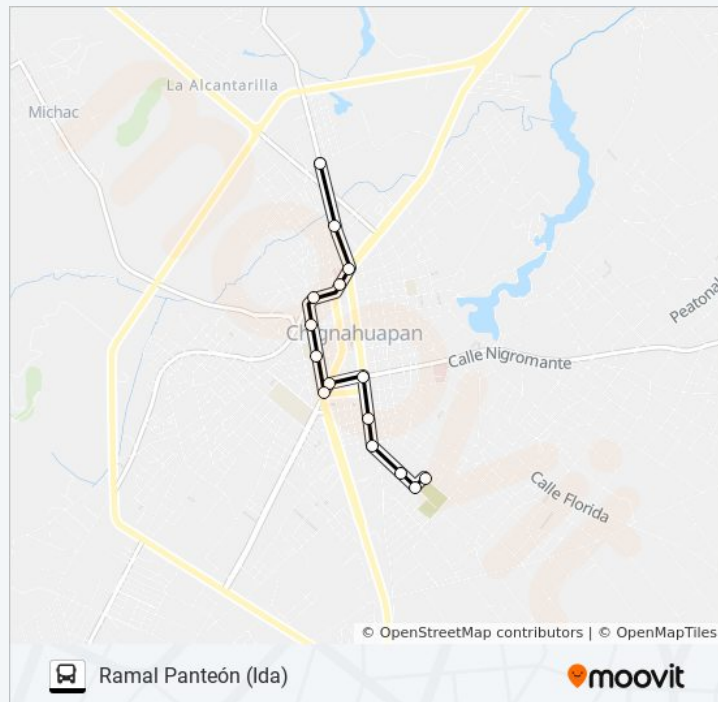 La Alcantarilla
Michac
Chignahuapan
Peatonal
Calle Nigromante
Calle Florida
© OpenStreetMap contributors | © OpenMapTiles
Ramal Panteón (Ida)
moovit